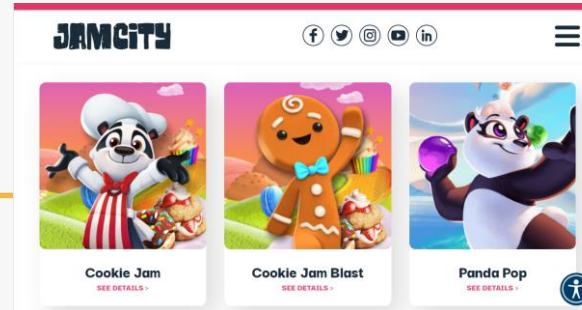 JAMCITY
Cookie Jam
SEE DETAILS >
Cookie Jam Blast
SEE DETAILS >
Panda Pop
SEE DETAILS >